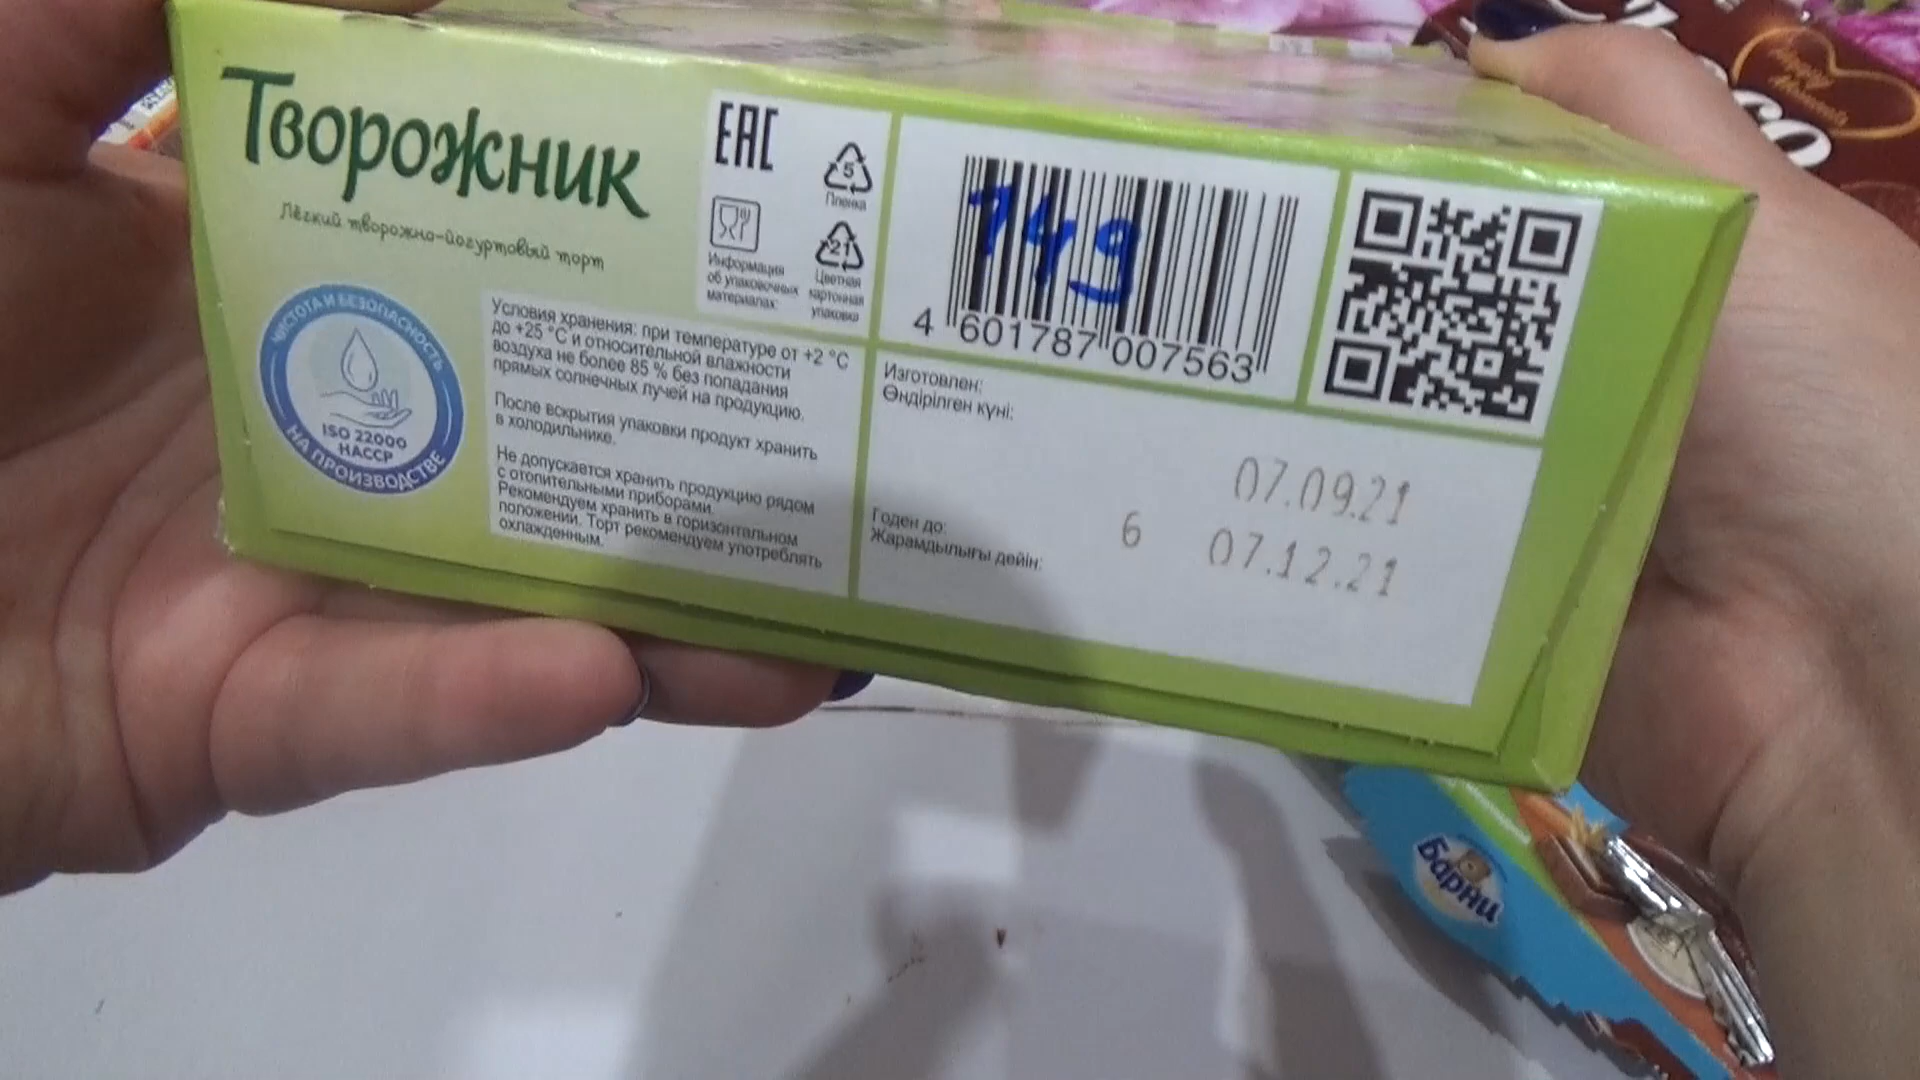 Творожник
Лёгкий творожно-йогуртовый торт
ЧИСТОТА И БЕЗОПАСНОСТЬ
ISO 22000
HACCP
НА ПРОИЗВОДСТВЕ
EAC
5
Пленка
21
Информация
об упаковочных
материалах:
Цветная
картонная
упаковка
Условия хранения: при температуре от +2 °C
до +25 °C и относительной влажности
воздуха не более 85 % без попадания
прямых солнечных лучей на продукцию.
После вскрытия упаковки продукт хранить
в холодильнике.
Не допускается хранить продукцию рядом
с отопительными приборами.
Рекомендуем хранить в горизонтальном
положении. Торт рекомендуем употреблять
охлажденным.
149
4 601787 007563
Изготовлен:
Өндірілген күні:
07.09.21
Годен до:
Жарамдылығы дейін:
6 07.12.21
Барни